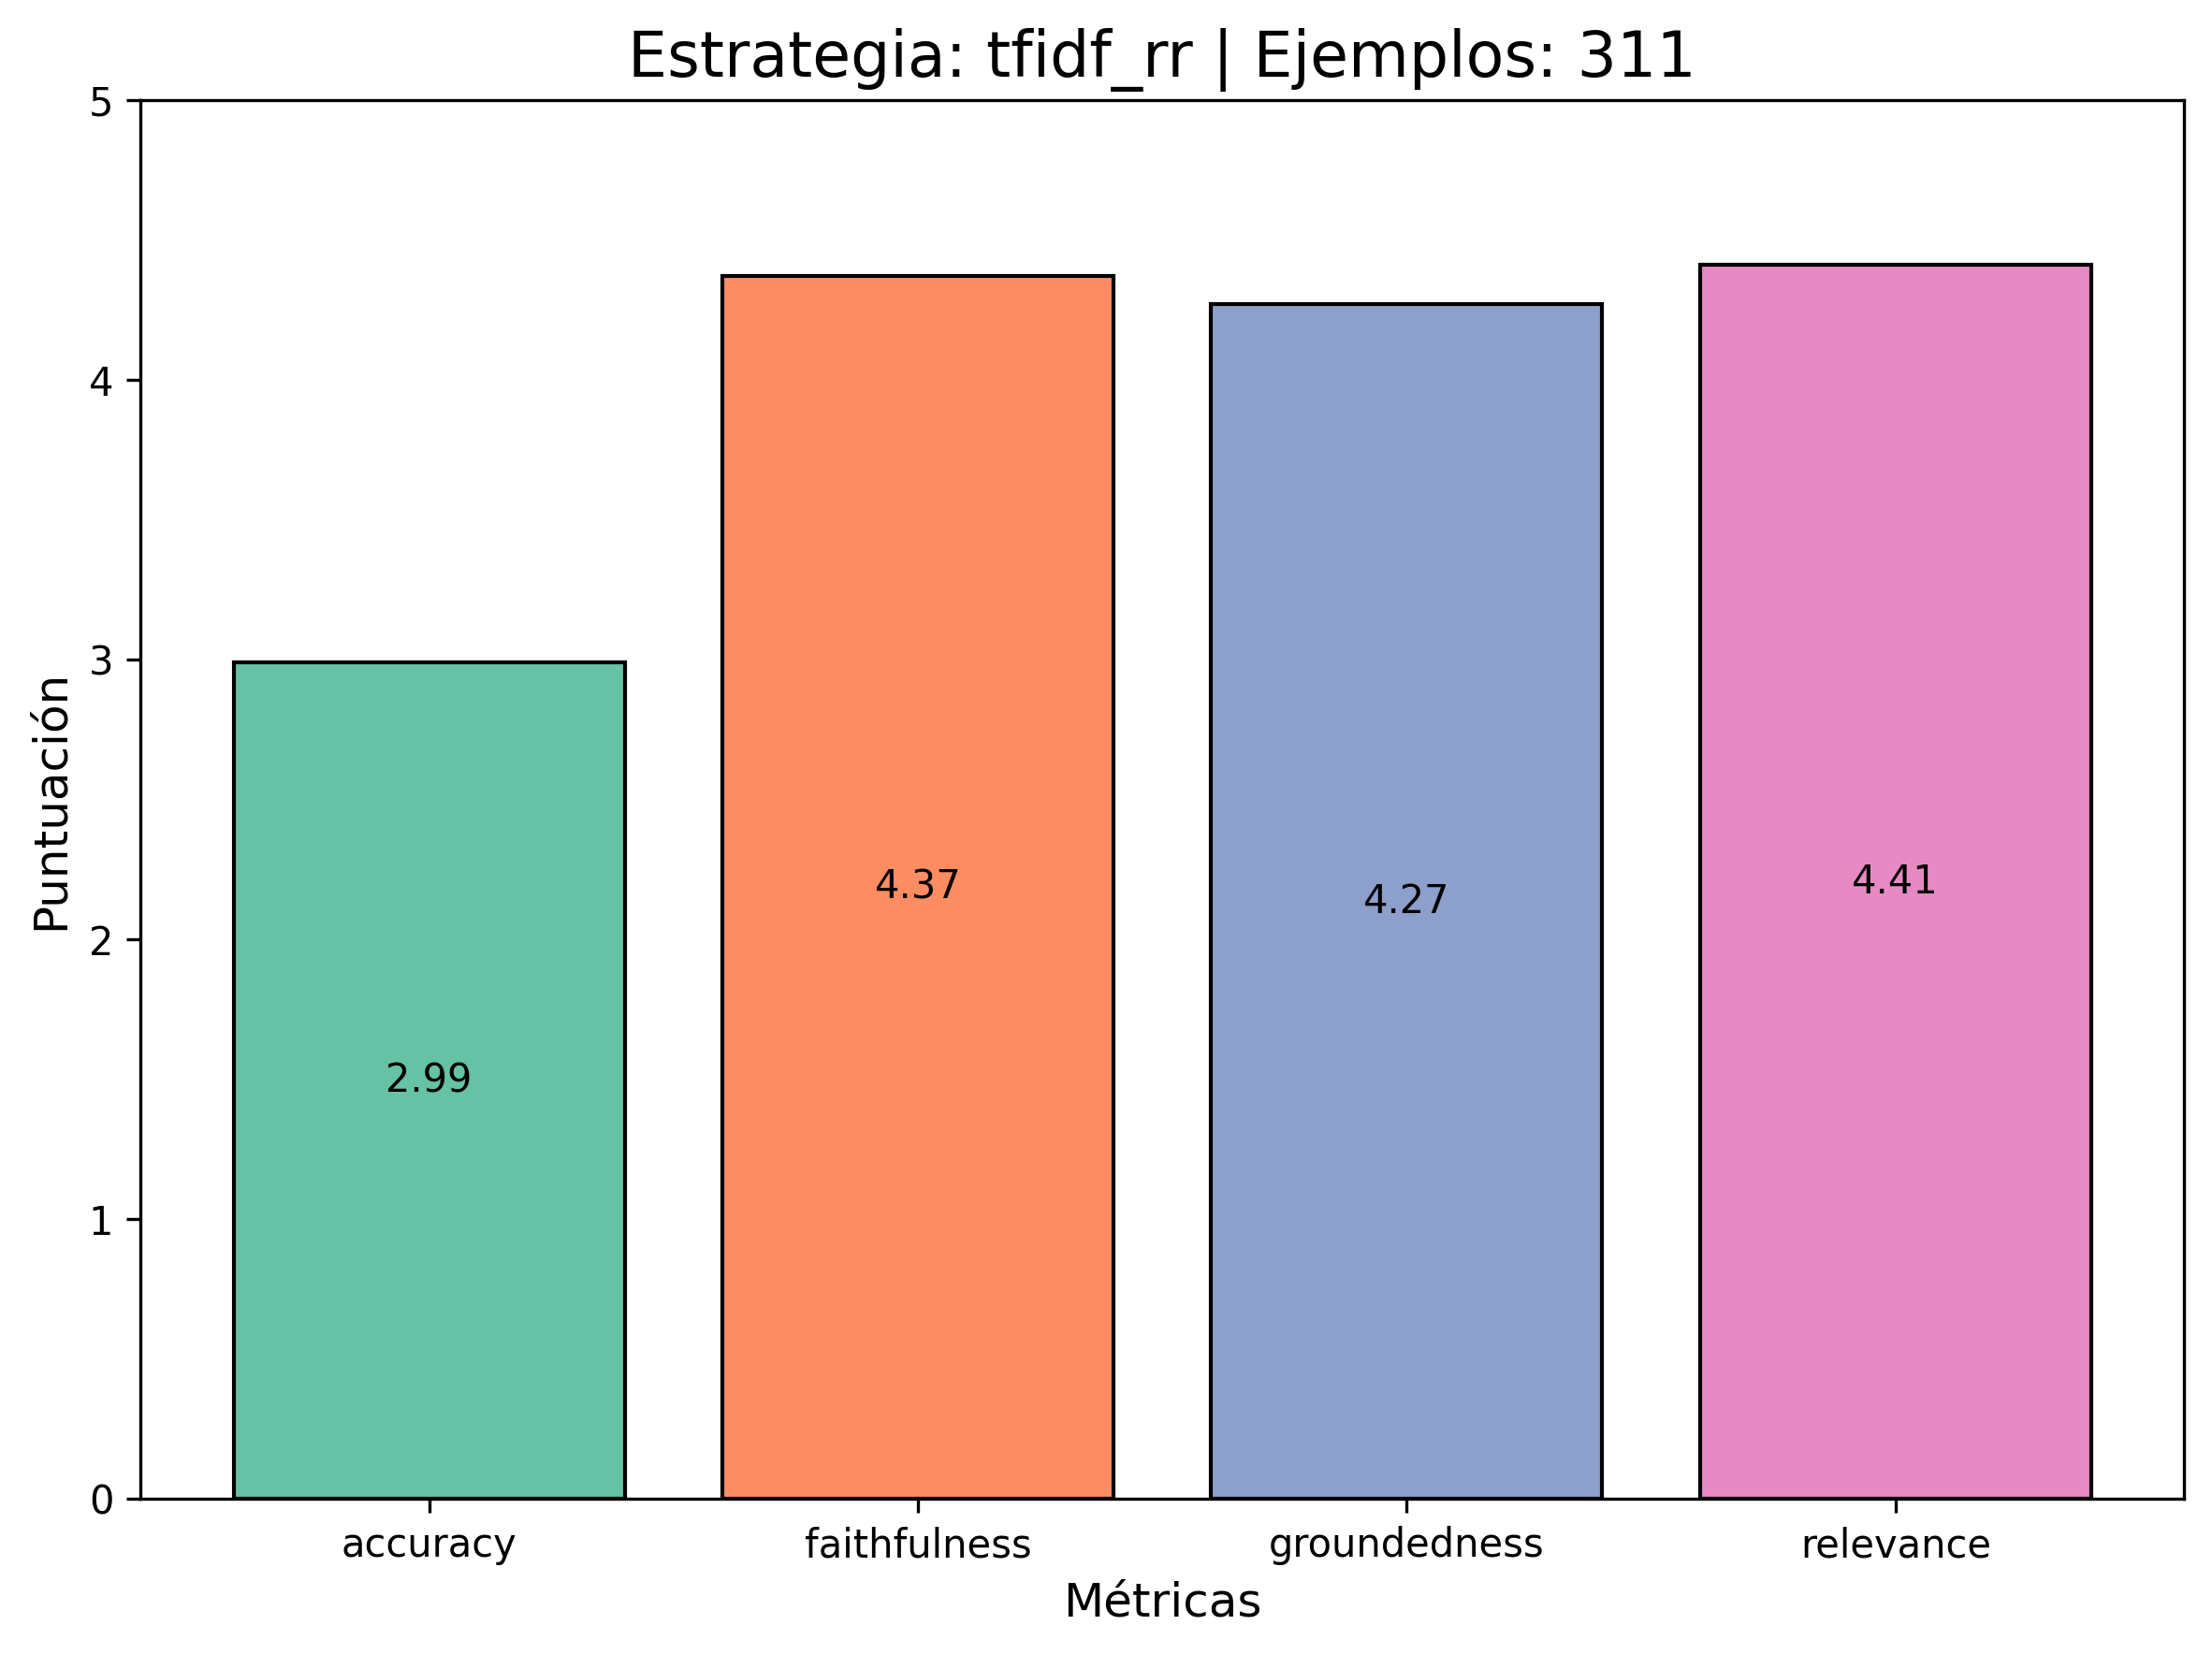 Estrategia: tfidf_rr | Ejemplos: 311
5
4
3
2
1
0
Puntuación
2.99
4.37
4.27
4.41
accuracy
faithfulness
groundedness
relevance
Métricas